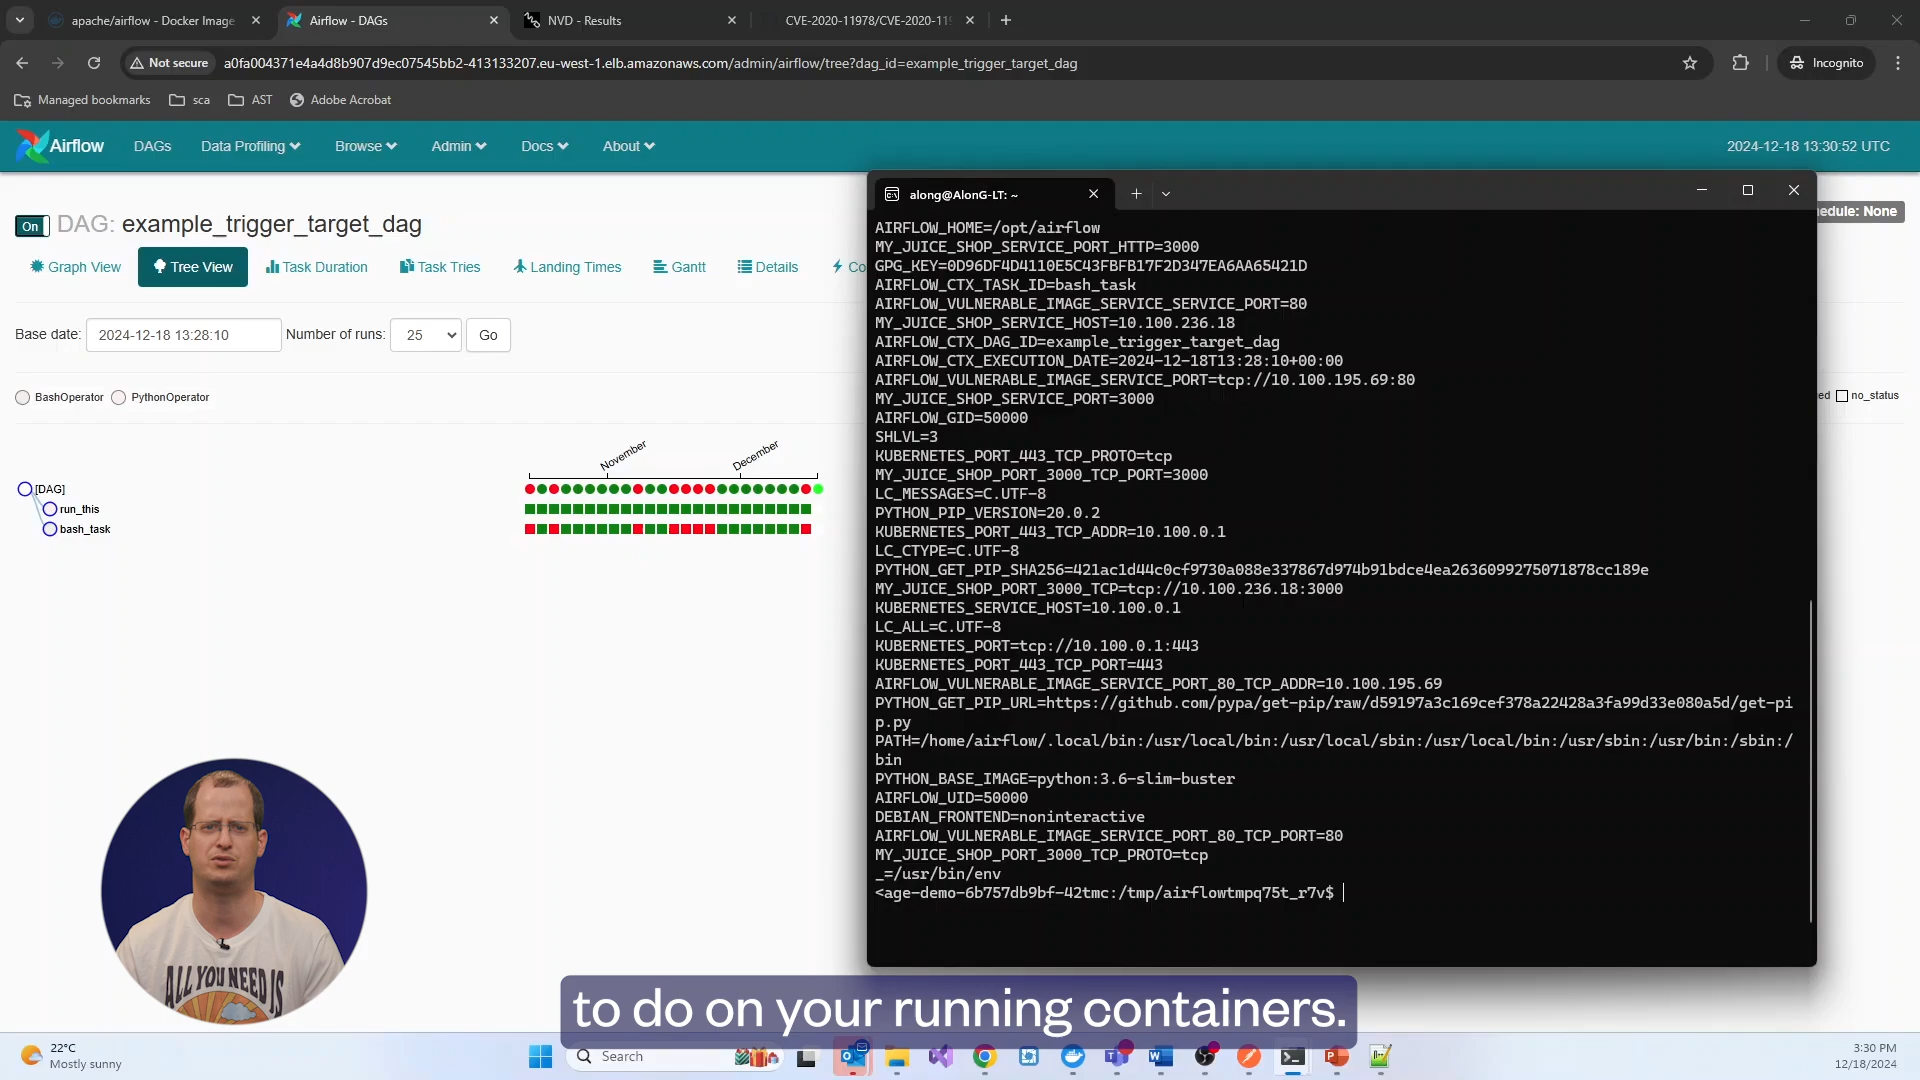 apache/airflow - Docker Image
Airflow - DAGs
NVD - Results
CVE-2020-11978/CVE-2020-119
Not secure
a0fa004371e4a4d8b907d9ec07545bb2-413133207.eu-west-1.elb.amazonaws.com/admin/airflow/tree?dag_id=example_trigger_target_dag
Incognito
Managed bookmarks
sca
AST
Adobe Acrobat
Airflow
DAGs
Data Profiling
Browse
Admin
Docs
About
2024-12-18 13:30:52 UTC
On
DAG: example_trigger_target_dag
edule: None
Graph View
Tree View
Task Duration
Task Tries
Landing Times
Gantt
Details
Co
Base date:
2024-12-18 13:28:10
Number of runs:
25
Go
BashOperator
PythonOperator
ed
no_status
November
December
[DAG]
run_this
bash_task
along@AlonG-LT: ~
AIRFLOW_HOME=/opt/airflow
MY_JUICE_SHOP_SERVICE_PORT_HTTP=3000
GPG_KEY=0D96DF4D4110E5C43FBFB17F2D347EA6AA65421D
AIRFLOW_CTX_TASK_ID=bash_task
AIRFLOW_VULNERABLE_IMAGE_SERVICE_SERVICE_PORT=80
MY_JUICE_SHOP_SERVICE_HOST=10.100.236.18
AIRFLOW_CTX_DAG_ID=example_trigger_target_dag
AIRFLOW_CTX_EXECUTION_DATE=2024-12-18T13:28:10+00:00
AIRFLOW_VULNERABLE_IMAGE_SERVICE_PORT=tcp://10.100.195.69:80
MY_JUICE_SHOP_SERVICE_PORT=3000
AIRFLOW_GID=50000
SHLVL=3
KUBERNETES_PORT_443_TCP_PROTO=tcp
MY_JUICE_SHOP_PORT_3000_TCP_PORT=3000
LC_MESSAGES=C.UTF-8
PYTHON_PIP_VERSION=20.0.2
KUBERNETES_PORT_443_TCP_ADDR=10.100.0.1
LC_CTYPE=C.UTF-8
PYTHON_GET_PIP_SHA256=421ac1d44c0cf9730a088e337867d974b91bdce4ea2636099275071878cc189e
MY_JUICE_SHOP_PORT_3000_TCP=tcp://10.100.236.18:3000
KUBERNETES_SERVICE_HOST=10.100.0.1
LC_ALL=C.UTF-8
KUBERNETES_PORT=tcp://10.100.0.1:443
KUBERNETES_PORT_443_TCP_PORT=443
AIRFLOW_VULNERABLE_IMAGE_SERVICE_PORT_80_TCP_ADDR=10.100.195.69
PYTHON_GET_PIP_URL=https://github.com/pypa/get-pip/raw/d59197a3c169cef378a22428a3fa99d33e080a5d/get-pi
p.py
PATH=/home/airflow/.local/bin:/usr/local/bin:/usr/local/sbin:/usr/local/bin:/usr/sbin:/usr/bin:/sbin:/
bin
PYTHON_BASE_IMAGE=python:3.6-slim-buster
AIRFLOW_UID=50000
DEBIAN_FRONTEND=noninteractive
AIRFLOW_VULNERABLE_IMAGE_SERVICE_PORT_80_TCP_PORT=80
MY_JUICE_SHOP_PORT_3000_TCP_PROTO=tcp
_=/usr/bin/env
<age-demo-6b757db9bf-42tmc:/tmp/airflowtmpq75t_r7v$
ALL YOU NEED IS
to do on your running containers.
22°C
Mostly sunny
Search
3:30 PM
12/18/2024